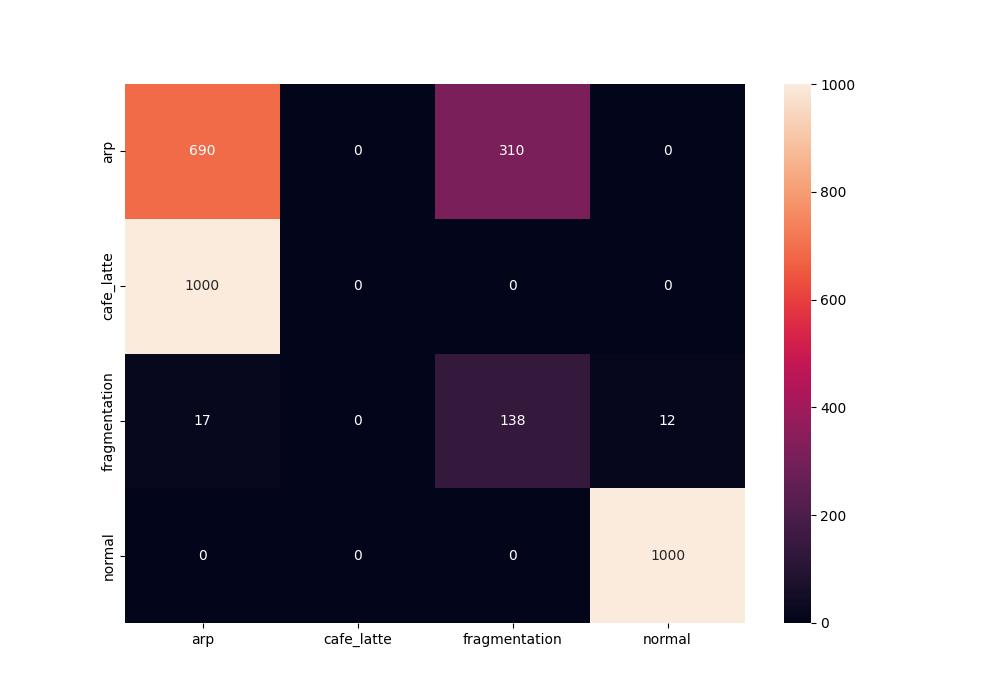 arp 690 0 310 0
cafe_latte 1000 0 0 0
fragmentation 17 0 138 12
normal 0 0 0 1000
arp cafe_latte fragmentation normal
1000
800
600
400
200
0